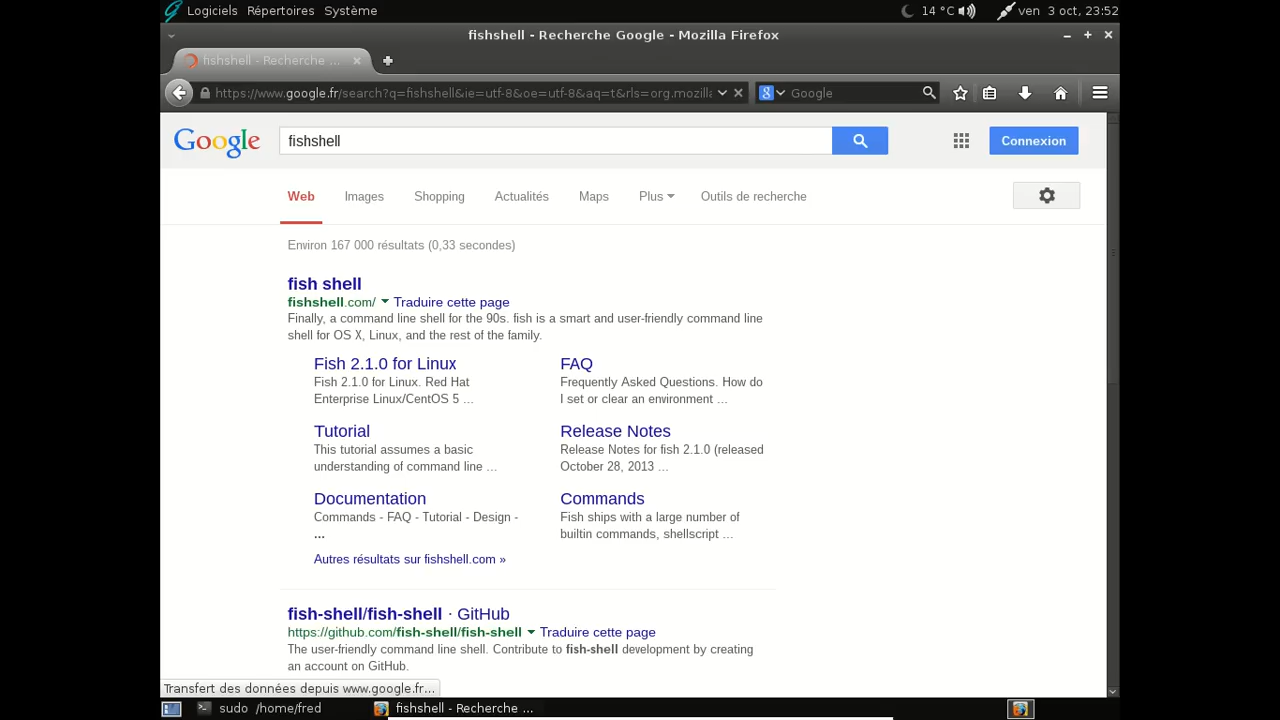 Logiciels Répertoires Système 14 °C ven 3 oct, 23:52
fishshell - Recherche Google - Mozilla Firefox
fishshell - Recherche ...
https://www.google.fr/search?q=fishshell&ie=utf-8&oe=utf-8&aq=t&rls=org.mozilla Google
Google fishshell Connexion
Web Images Shopping Actualités Maps Plus Outils de recherche
Environ 167 000 résultats (0,33 secondes)
fish shell
fishshell.com/ Traduire cette page
Finally, a command line shell for the 90s. fish is a smart and user-friendly command line
shell for OS X, Linux, and the rest of the family.
Fish 2.1.0 for Linux
Fish 2.1.0 for Linux. Red Hat
Enterprise Linux/CentOS 5 ...
FAQ
Frequently Asked Questions. How do
I set or clear an environment ...
Tutorial
This tutorial assumes a basic
understanding of command line ...
Release Notes
Release Notes for fish 2.1.0 (released
October 28, 2013 ...
Documentation
Commands - FAQ - Tutorial - Design -
...
Commands
Fish ships with a large number of
builtin commands, shellscript ...
Autres résultats sur fishshell.com »
fish-shell/fish-shell · GitHub
https://github.com/fish-shell/fish-shell Traduire cette page
The user-friendly command line shell. Contribute to fish-shell development by creating
an account on GitHub.
Transfert des données depuis www.google.fr...
sudo /home/fred fishshell - Recherche ...